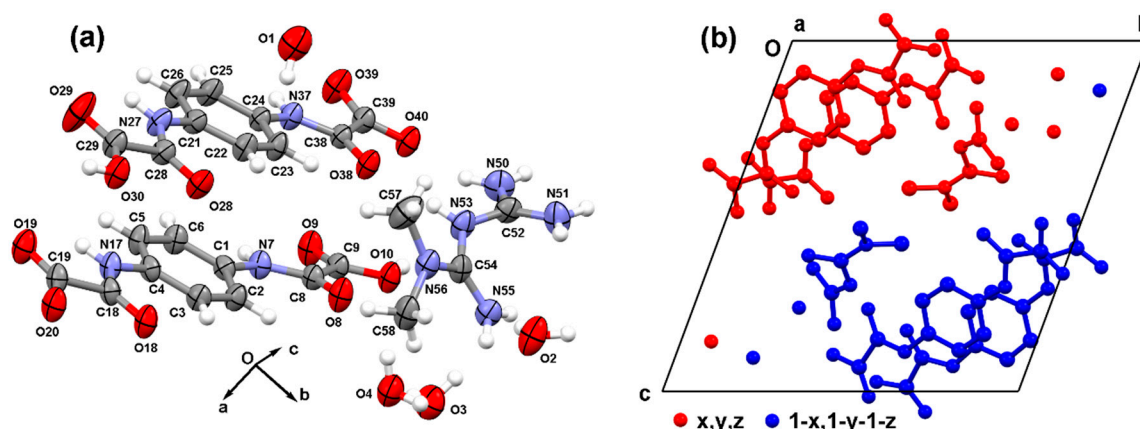 (a)
O1
C26
C25
O39
O29
N37
C39
C24
N27
O40
C21
C29
C22
C38
C23
O38
C28
O30
N50
C57
N53
N51
O28
C5
C6
O9
C52
O19
N17
C1
N7
C9
O10
C19
C54
C4
C2
C8
N56
C18
C3
O8
N55
O20
O18
C58
O2
O
c
a
b
O4
O3
(b)
a
O
b
c
x,y,z
1-x,1-y-1-z